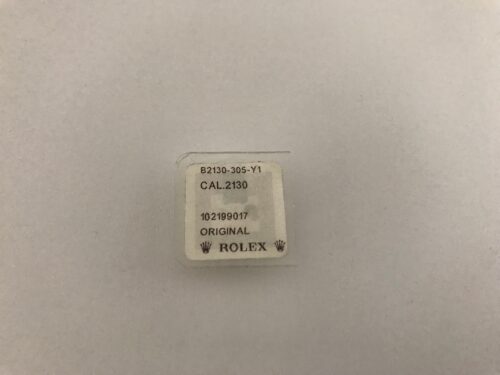 B2130-305-Y1
CAL.2130
102199017
ORIGINAL
ROLEX